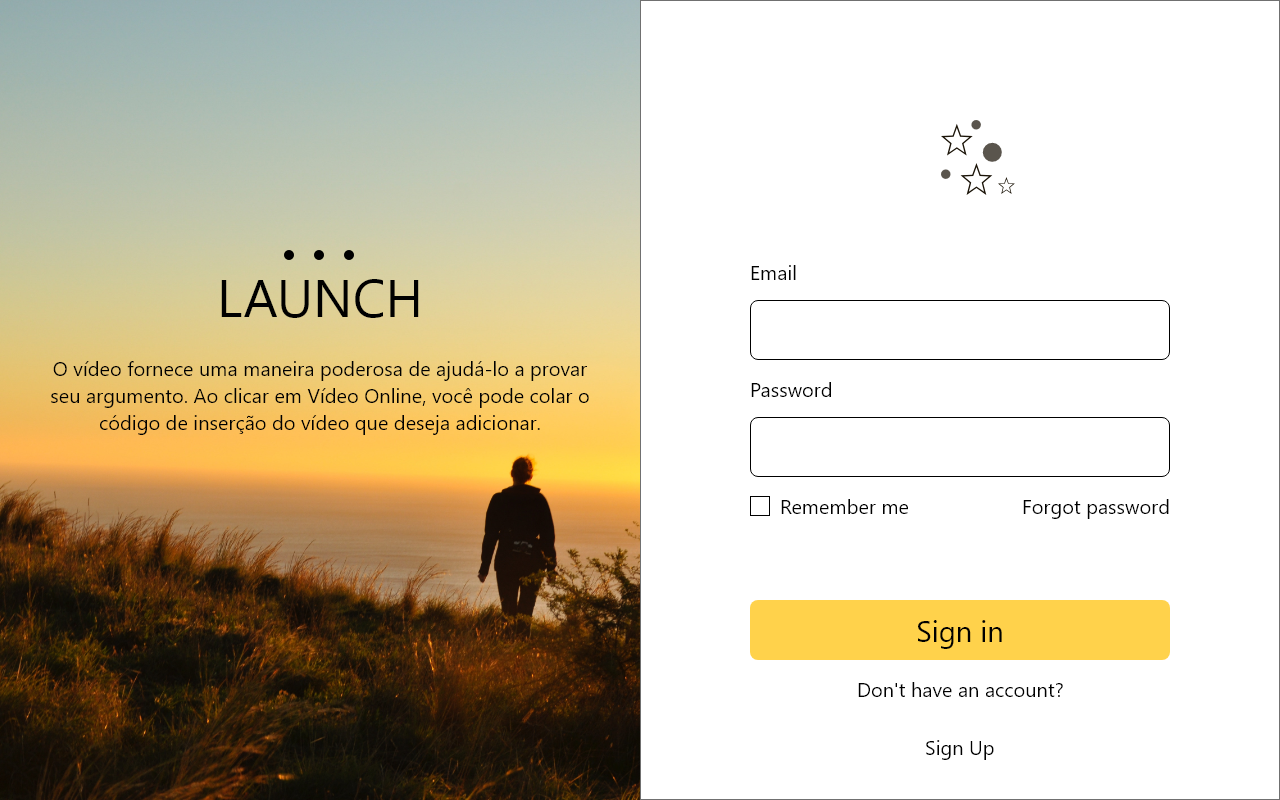 LAUNCH
O vídeo fornece uma maneira poderosa de ajudá-lo a provar
seu argumento. Ao clicar em Vídeo Online, você pode colar o
código de inserção do vídeo que deseja adicionar.
Email
Password
Remember me
Forgot password
Sign in
Don't have an account?
Sign Up